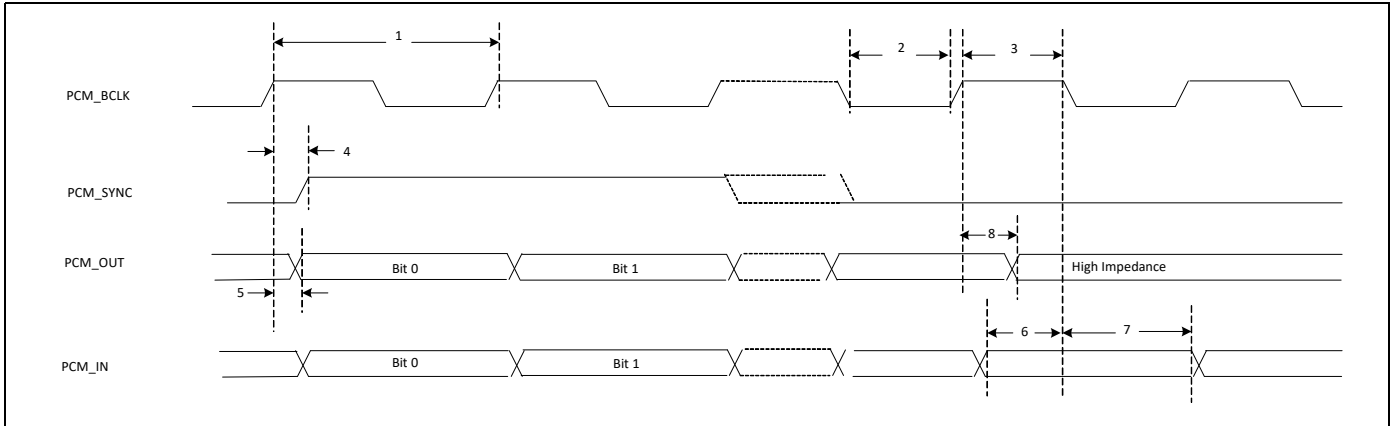 1
2
3
PCM_BCLK
4
PCM_SYNC
8
PCM_OUT
Bit 0
Bit 1
High Impedance
5
6
7
PCM_IN
Bit 0
Bit 1